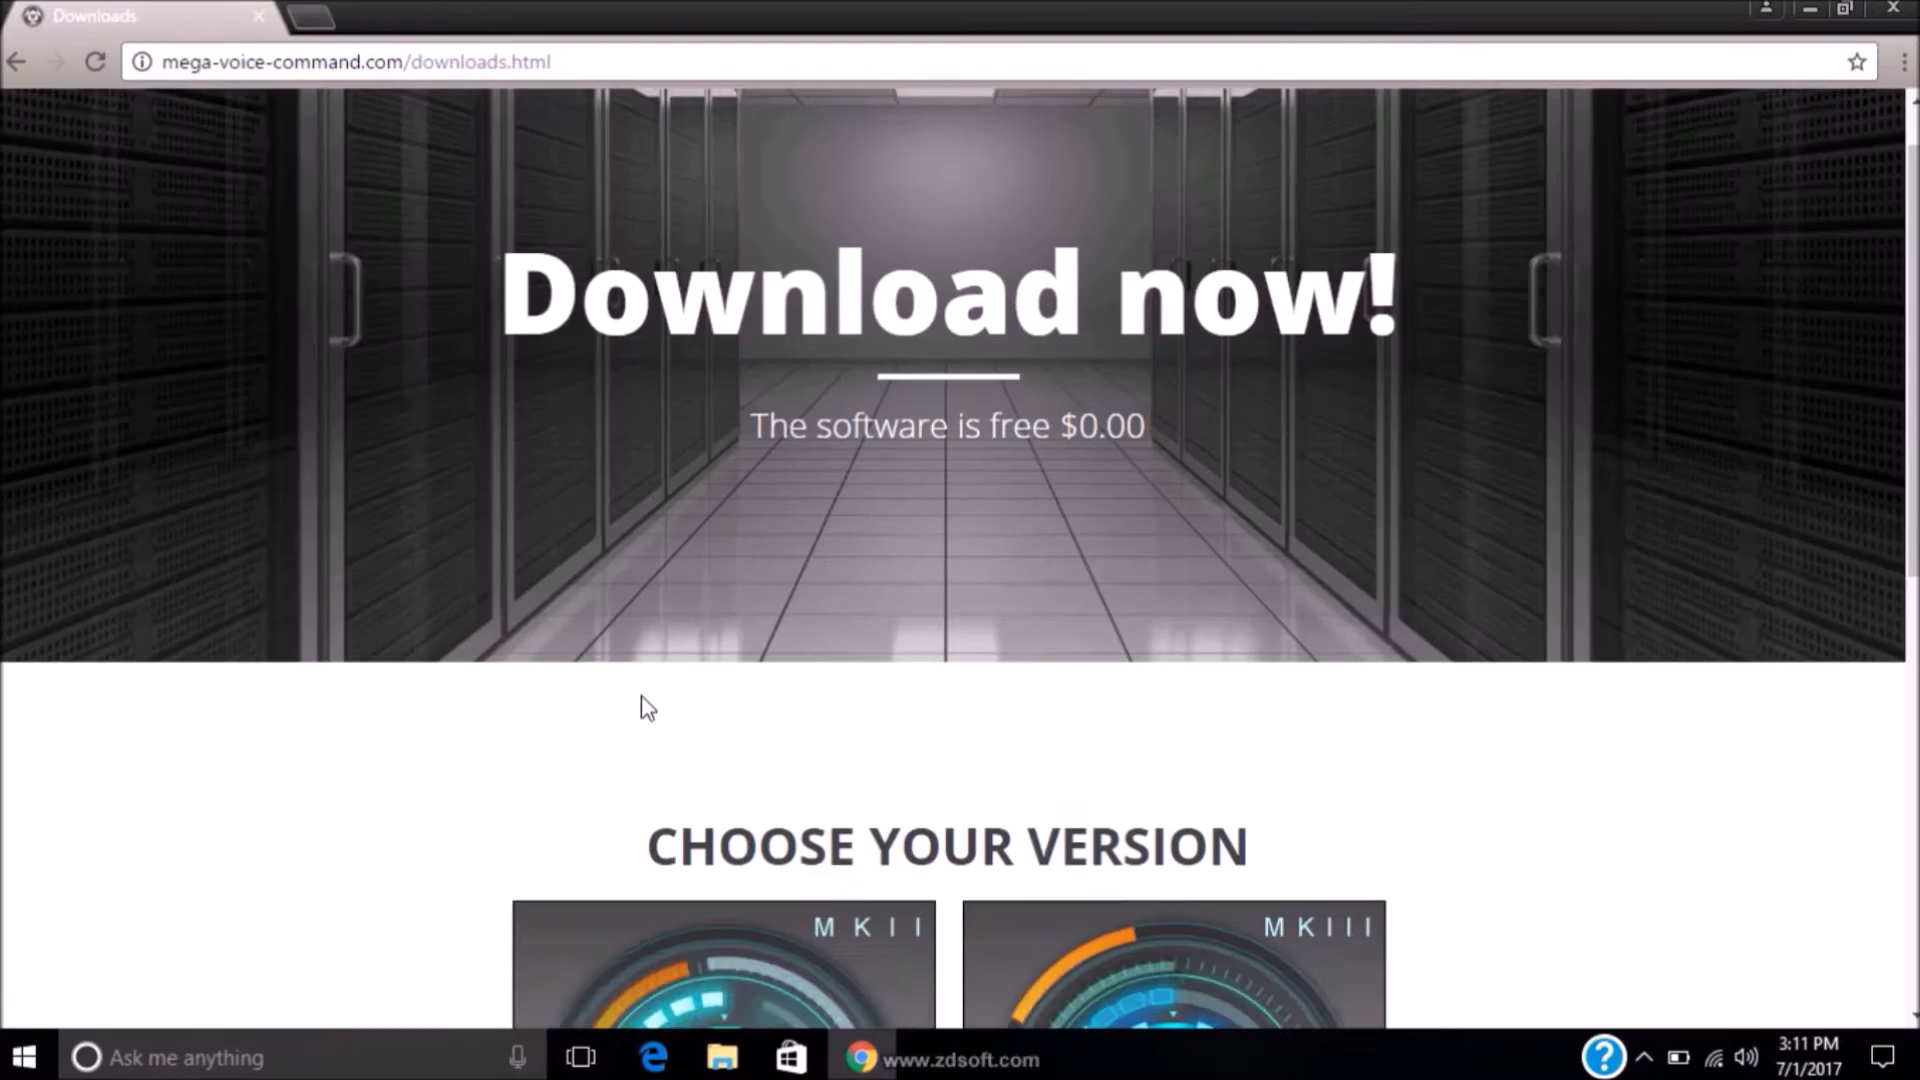 Downloads
mega-voice-command.com/downloads.html
Download now!
The software is free $0.00
CHOOSE YOUR VERSION
MKII
MKIII
Ask me anything
www.zdsoft.com
3:11 PM
7/1/2017